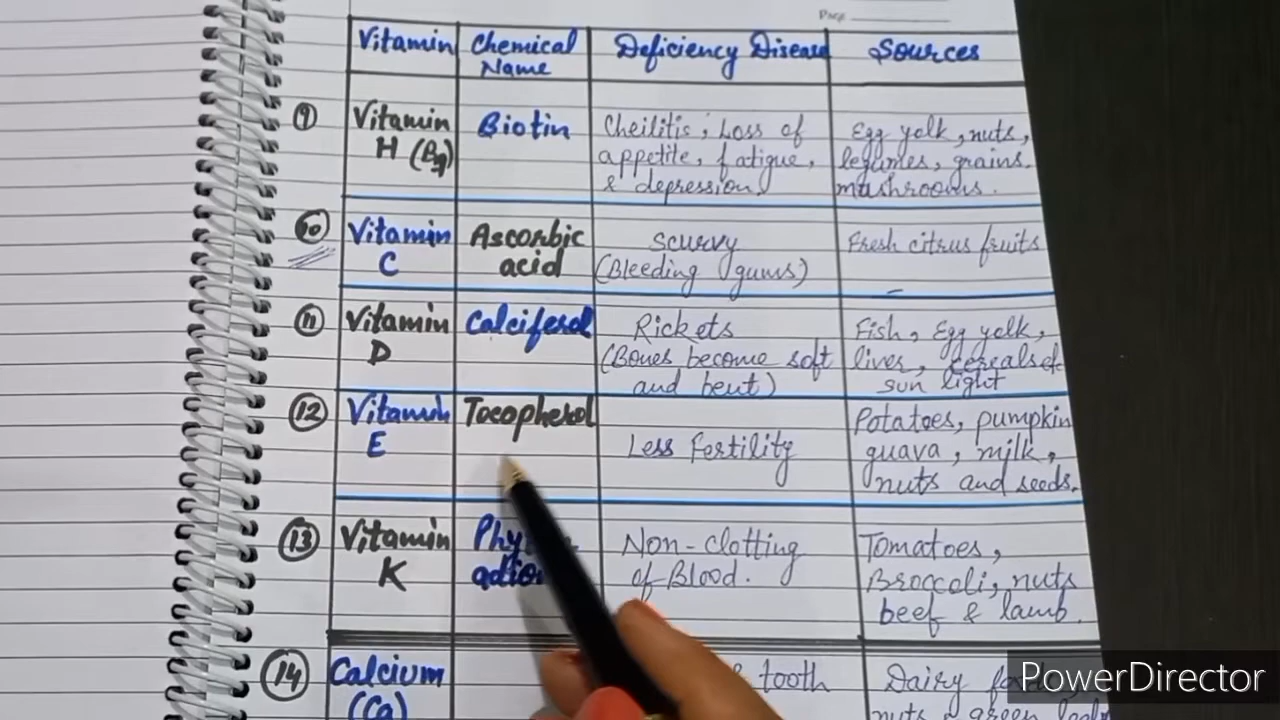 Page
Vitamin Chemical Name Deficiency Disease Sources
9 Vitamin H (B7) Biotin
Cheilitis, Loss of
appetite, fatigue,
& depression.
Egg yolk, nuts,
legumes, grains.
mushrooms.
10 Vitamin C Ascorbic acid
Scurvy
(Bleeding gums)
Fresh citrus fruits
11 Vitamin D Calciferol
Rickets
(Bones become soft
and bent)
Fish, Egg yolk,
liver, cereals &
sun light
12 Vitamin E Tocopherol
Less Fertility
Potatoes, pumpkin
guava, milk,
nuts and seeds.
13 Vitamin K
Non-clotting
of Blood.
Tomatoes,
Broccoli, nuts
beef & lamb.
14 Calcium
(Ca)
& tooth
Dairy
nuts, green
PowerDirector